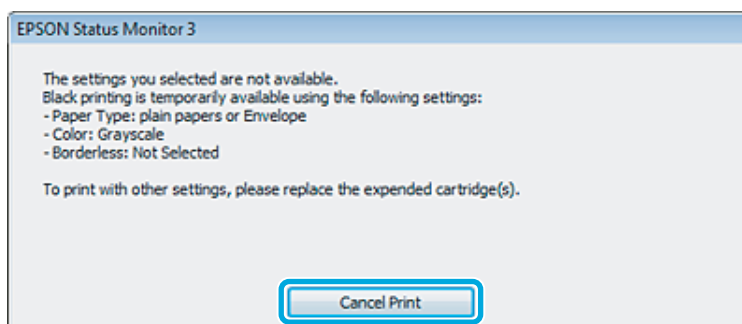 EPSON Status Monitor 3
The settings you selected are not available.
Black printing is temporarily available using the following settings:
- Paper Type: plain papers or Envelope
- Color: Grayscale
- Borderless: Not Selected
To print with other settings, please replace the expended cartridge(s).
Cancel Print